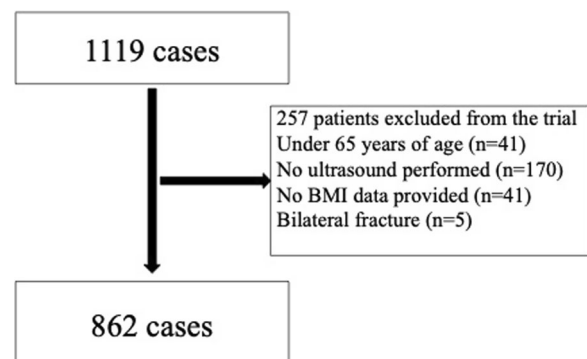 1119 cases
257 patients excluded from the trial
Under 65 years of age (n=41)
No ultrasound performed (n=170)
No BMI data provided (n=41)
Bilateral fracture (n=5)
862 cases